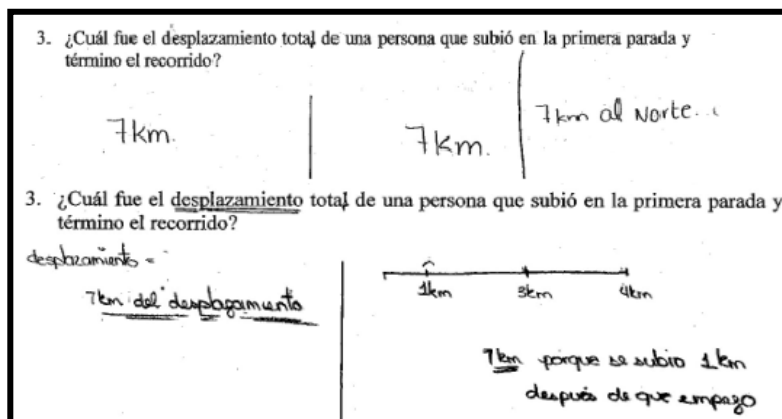 3. ¿Cuál fue el desplazamiento total de una persona que subió en la primera parada y
término el recorrido?
7km.
7km.
7km al Norte.
3. ¿Cuál fue el desplazamiento total de una persona que subió en la primera parada y
término el recorrido?
desplazamiento =
7km del desplazamiento
1km 3km 4km
7km porque se subio 1km
después de que empezo